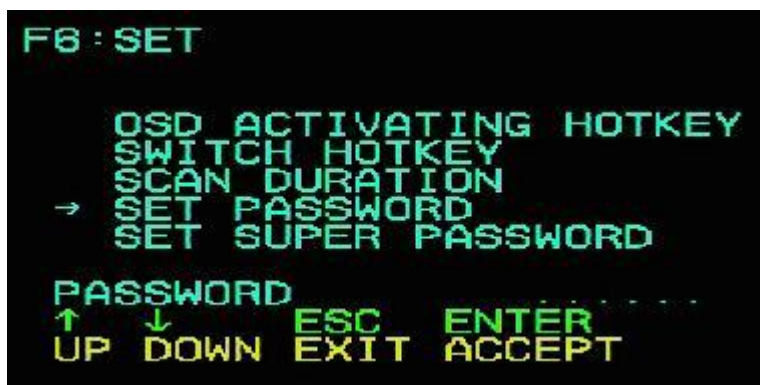 F6:SET
OSD ACTIVATING HOTKEY
SWITCH HOTKEY
SCAN DURATION
→ SET PASSWORD
SET SUPER PASSWORD
PASSWORD ......
↑ ↓ ESC ENTER
UP DOWN EXIT ACCEPT